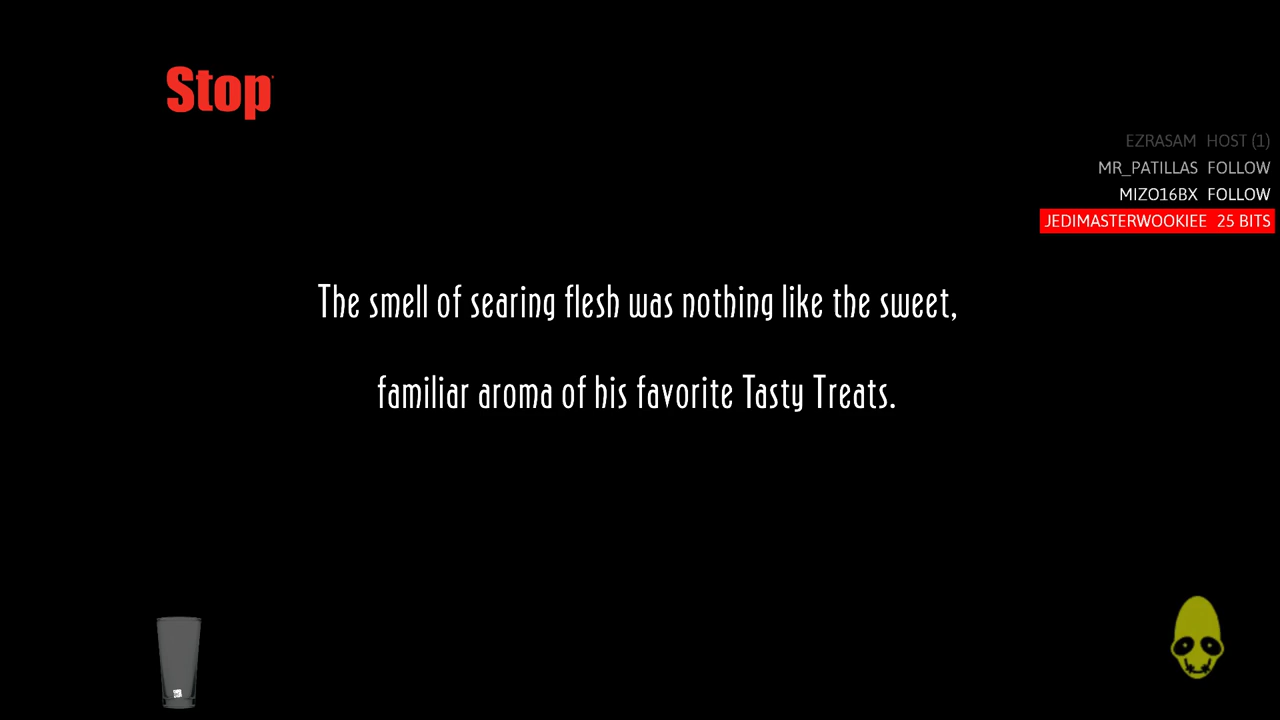 Stop
EZRASAM HOST (1)
MR_PATILLAS FOLLOW
MIZO16BX FOLLOW
JEDIMASTERWOOKIEE 25 BITS
The smell of searing flesh was nothing like the sweet,
familiar aroma of his favorite Tasty Treats.